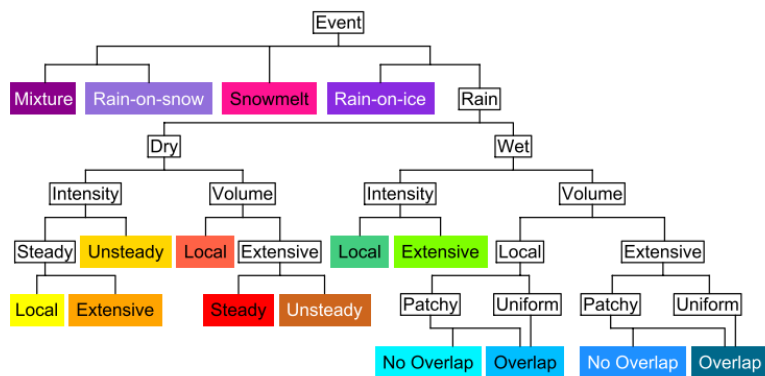 Event
Mixture Rain-on-snow Snowmelt Rain-on-ice Rain
Dry Wet
Intensity Volume Intensity Volume
Steady Unsteady Local Extensive Local Extensive Local Extensive
Local Extensive Steady Unsteady Patchy Uniform Patchy Uniform
No Overlap Overlap No Overlap Overlap